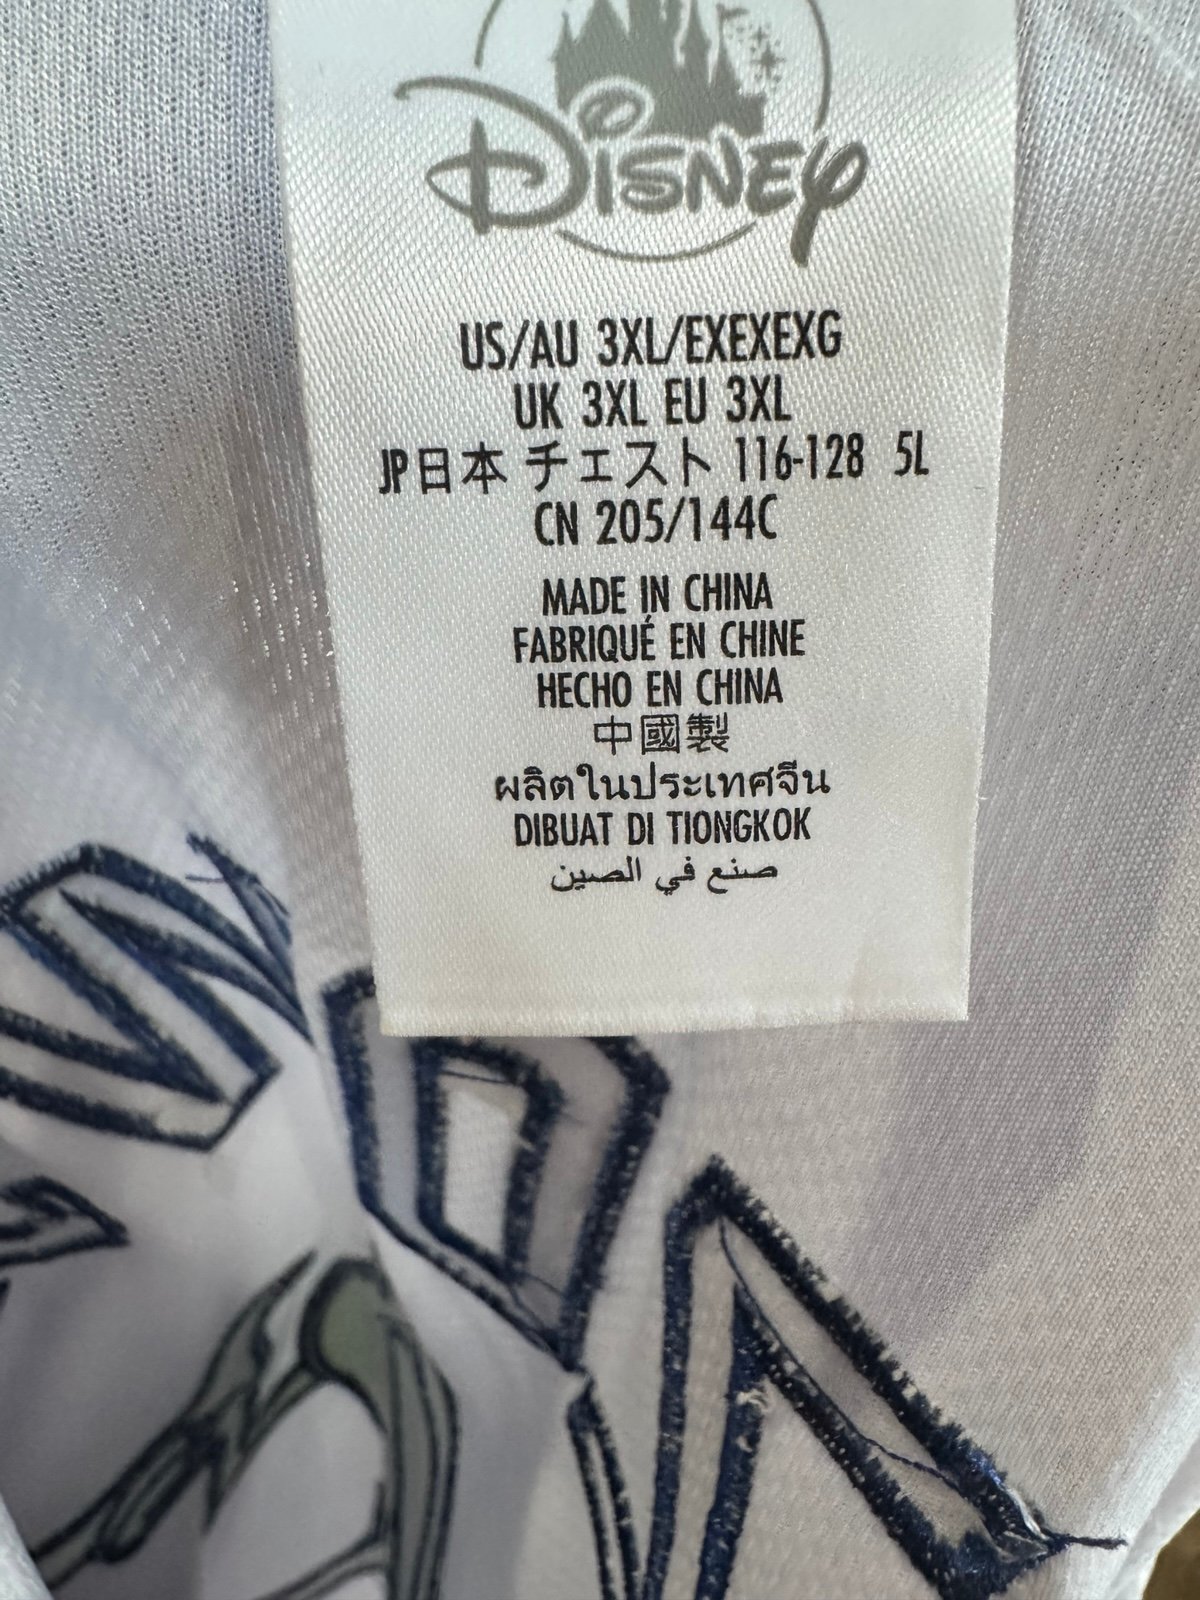 Disney
US/AU 3XL/EXEXEXG
UK 3XL EU 3XL
JP日本 チェスト 116-128 5L
CN 205/144C
MADE IN CHINA
FABRIQUÉ EN CHINE
HECHO EN CHINA
中國製
ผลิตในประเทศจีน
DIBUAT DI TIONGKOK
صنع في الصين